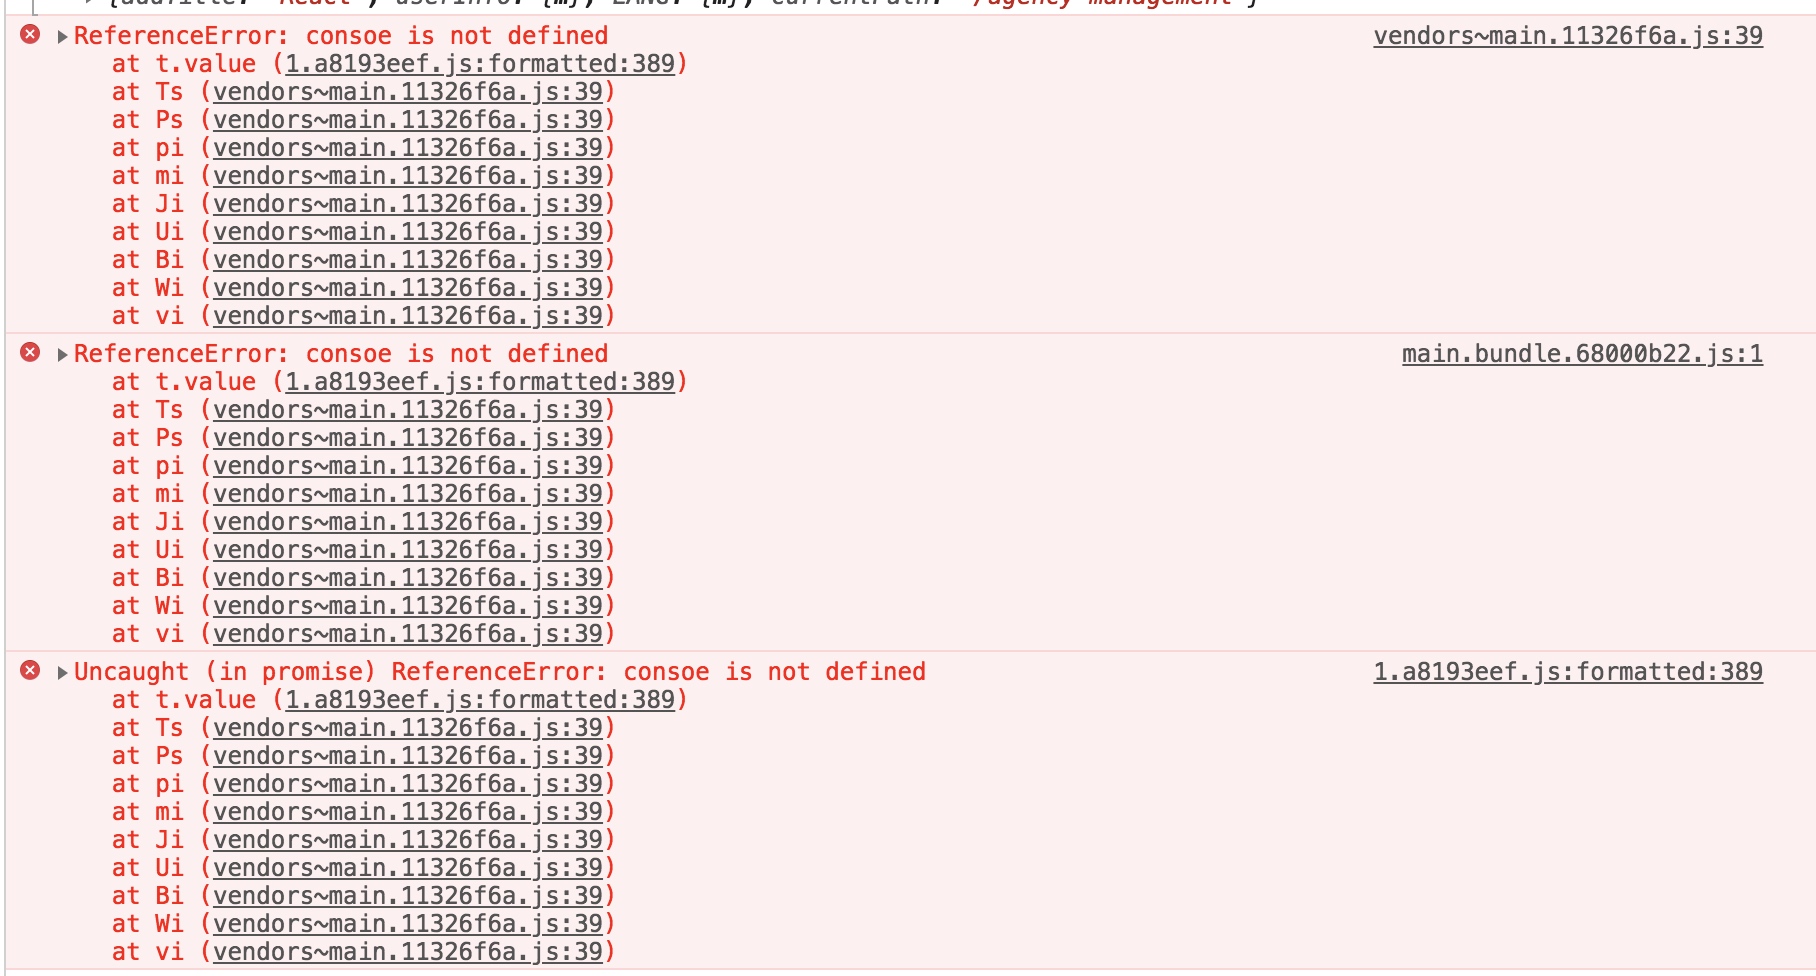 ReferenceError: consoe is not defined vendors~main.11326f6a.js:39
at t.value (1.a8193eef.js:formatted:389)
at Ts (vendors~main.11326f6a.js:39)
at Ps (vendors~main.11326f6a.js:39)
at pi (vendors~main.11326f6a.js:39)
at mi (vendors~main.11326f6a.js:39)
at Ji (vendors~main.11326f6a.js:39)
at Ui (vendors~main.11326f6a.js:39)
at Bi (vendors~main.11326f6a.js:39)
at Wi (vendors~main.11326f6a.js:39)
at vi (vendors~main.11326f6a.js:39)
ReferenceError: consoe is not defined main.bundle.68000b22.js:1
at t.value (1.a8193eef.js:formatted:389)
at Ts (vendors~main.11326f6a.js:39)
at Ps (vendors~main.11326f6a.js:39)
at pi (vendors~main.11326f6a.js:39)
at mi (vendors~main.11326f6a.js:39)
at Ji (vendors~main.11326f6a.js:39)
at Ui (vendors~main.11326f6a.js:39)
at Bi (vendors~main.11326f6a.js:39)
at Wi (vendors~main.11326f6a.js:39)
at vi (vendors~main.11326f6a.js:39)
Uncaught (in promise) ReferenceError: consoe is not defined 1.a8193eef.js:formatted:389
at t.value (1.a8193eef.js:formatted:389)
at Ts (vendors~main.11326f6a.js:39)
at Ps (vendors~main.11326f6a.js:39)
at pi (vendors~main.11326f6a.js:39)
at mi (vendors~main.11326f6a.js:39)
at Ji (vendors~main.11326f6a.js:39)
at Ui (vendors~main.11326f6a.js:39)
at Bi (vendors~main.11326f6a.js:39)
at Wi (vendors~main.11326f6a.js:39)
at vi (vendors~main.11326f6a.js:39)